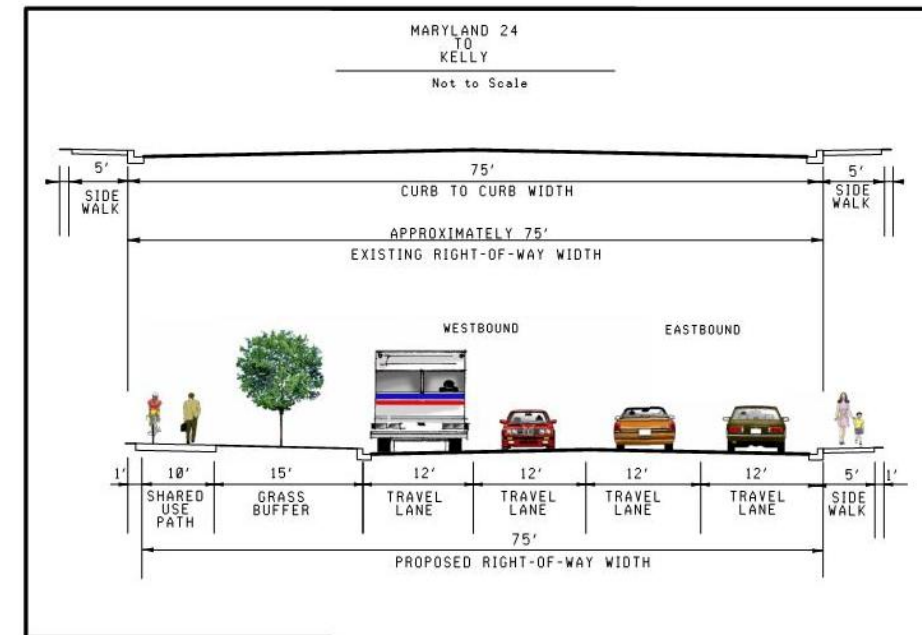 MARYLAND 24
TO
KELLY
Not to Scale
5'
75'
5'
SIDE
WALK
CURB TO CURB WIDTH
SIDE
WALK
APPROXIMATELY 75'
EXISTING RIGHT-OF-WAY WIDTH
WESTBOUND
EASTBOUND
1'
10'
15'
12'
12'
12'
12'
5'
1'
SHARED
USE
PATH
GRASS
BUFFER
TRAVEL
LANE
TRAVEL
LANE
TRAVEL
LANE
TRAVEL
LANE
SIDE
WALK
75'
PROPOSED RIGHT-OF-WAY WIDTH